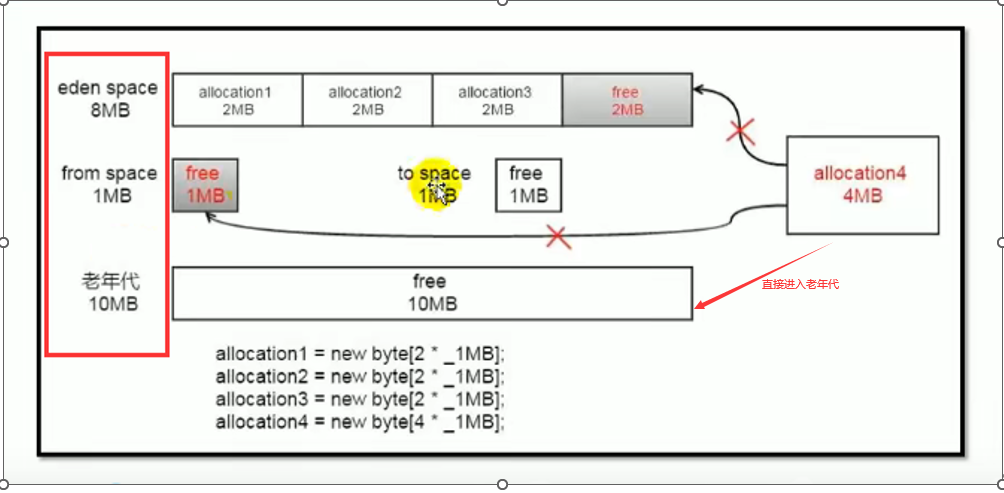 eden space
8MB
allocation1
2MB
allocation2
2MB
allocation3
2MB
free
2MB
from space
1MB
free
1MB
to space
1MB
free
1MB
allocation4
4MB
老年代
10MB
free
10MB
直接进入老年代
allocation1 = new byte[2 * _1MB];
allocation2 = new byte[2 * _1MB];
allocation3 = new byte[2 * _1MB];
allocation4 = new byte[4 * _1MB];